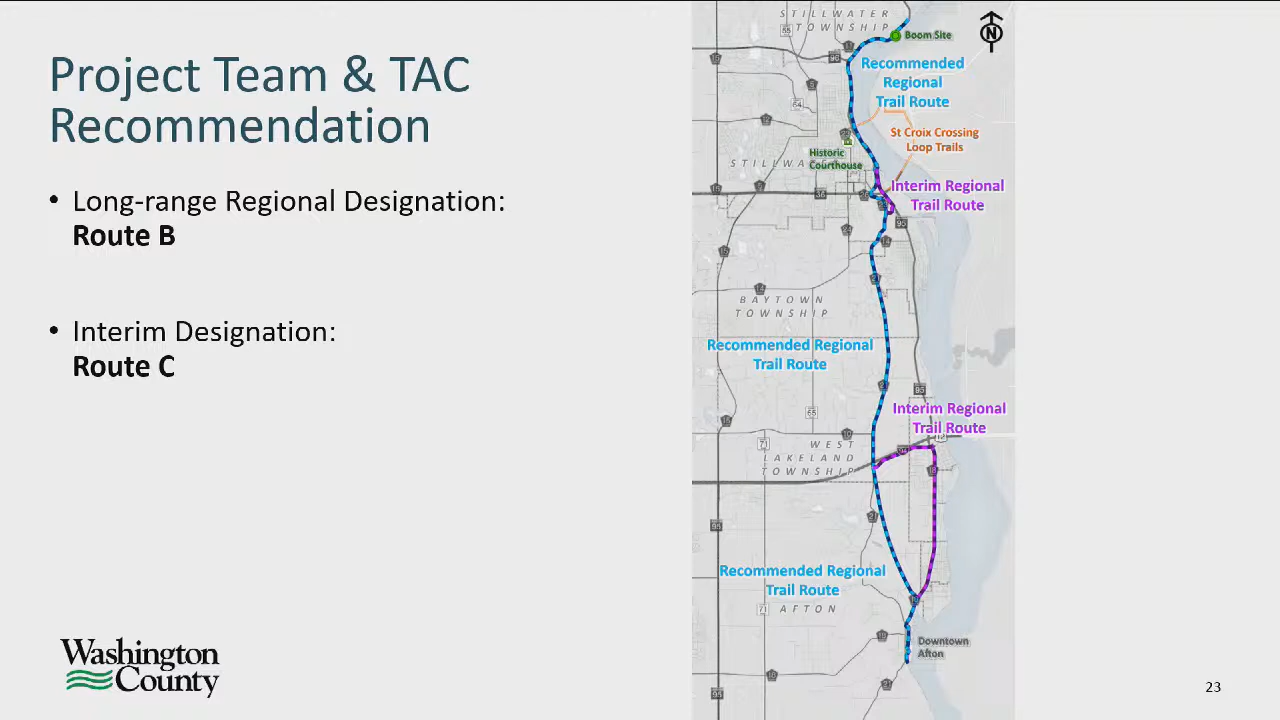 Project Team & TAC
Recommendation
• Long-range Regional Designation:
Route B
• Interim Designation:
Route C
Washington
County
STILLWATER
TOWNSHIP
Boom Site
N
Recommended
Regional
Trail Route
St Croix Crossing
Loop Trails
Historic
Courthouse
Interim Regional
Trail Route
BAYTOWN
TOWNSHIP
Recommended Regional
Trail Route
Interim Regional
Trail Route
WEST
LAKELAND
TOWNSHIP
Recommended Regional
Trail Route
AFTON
Downtown
Afton
23